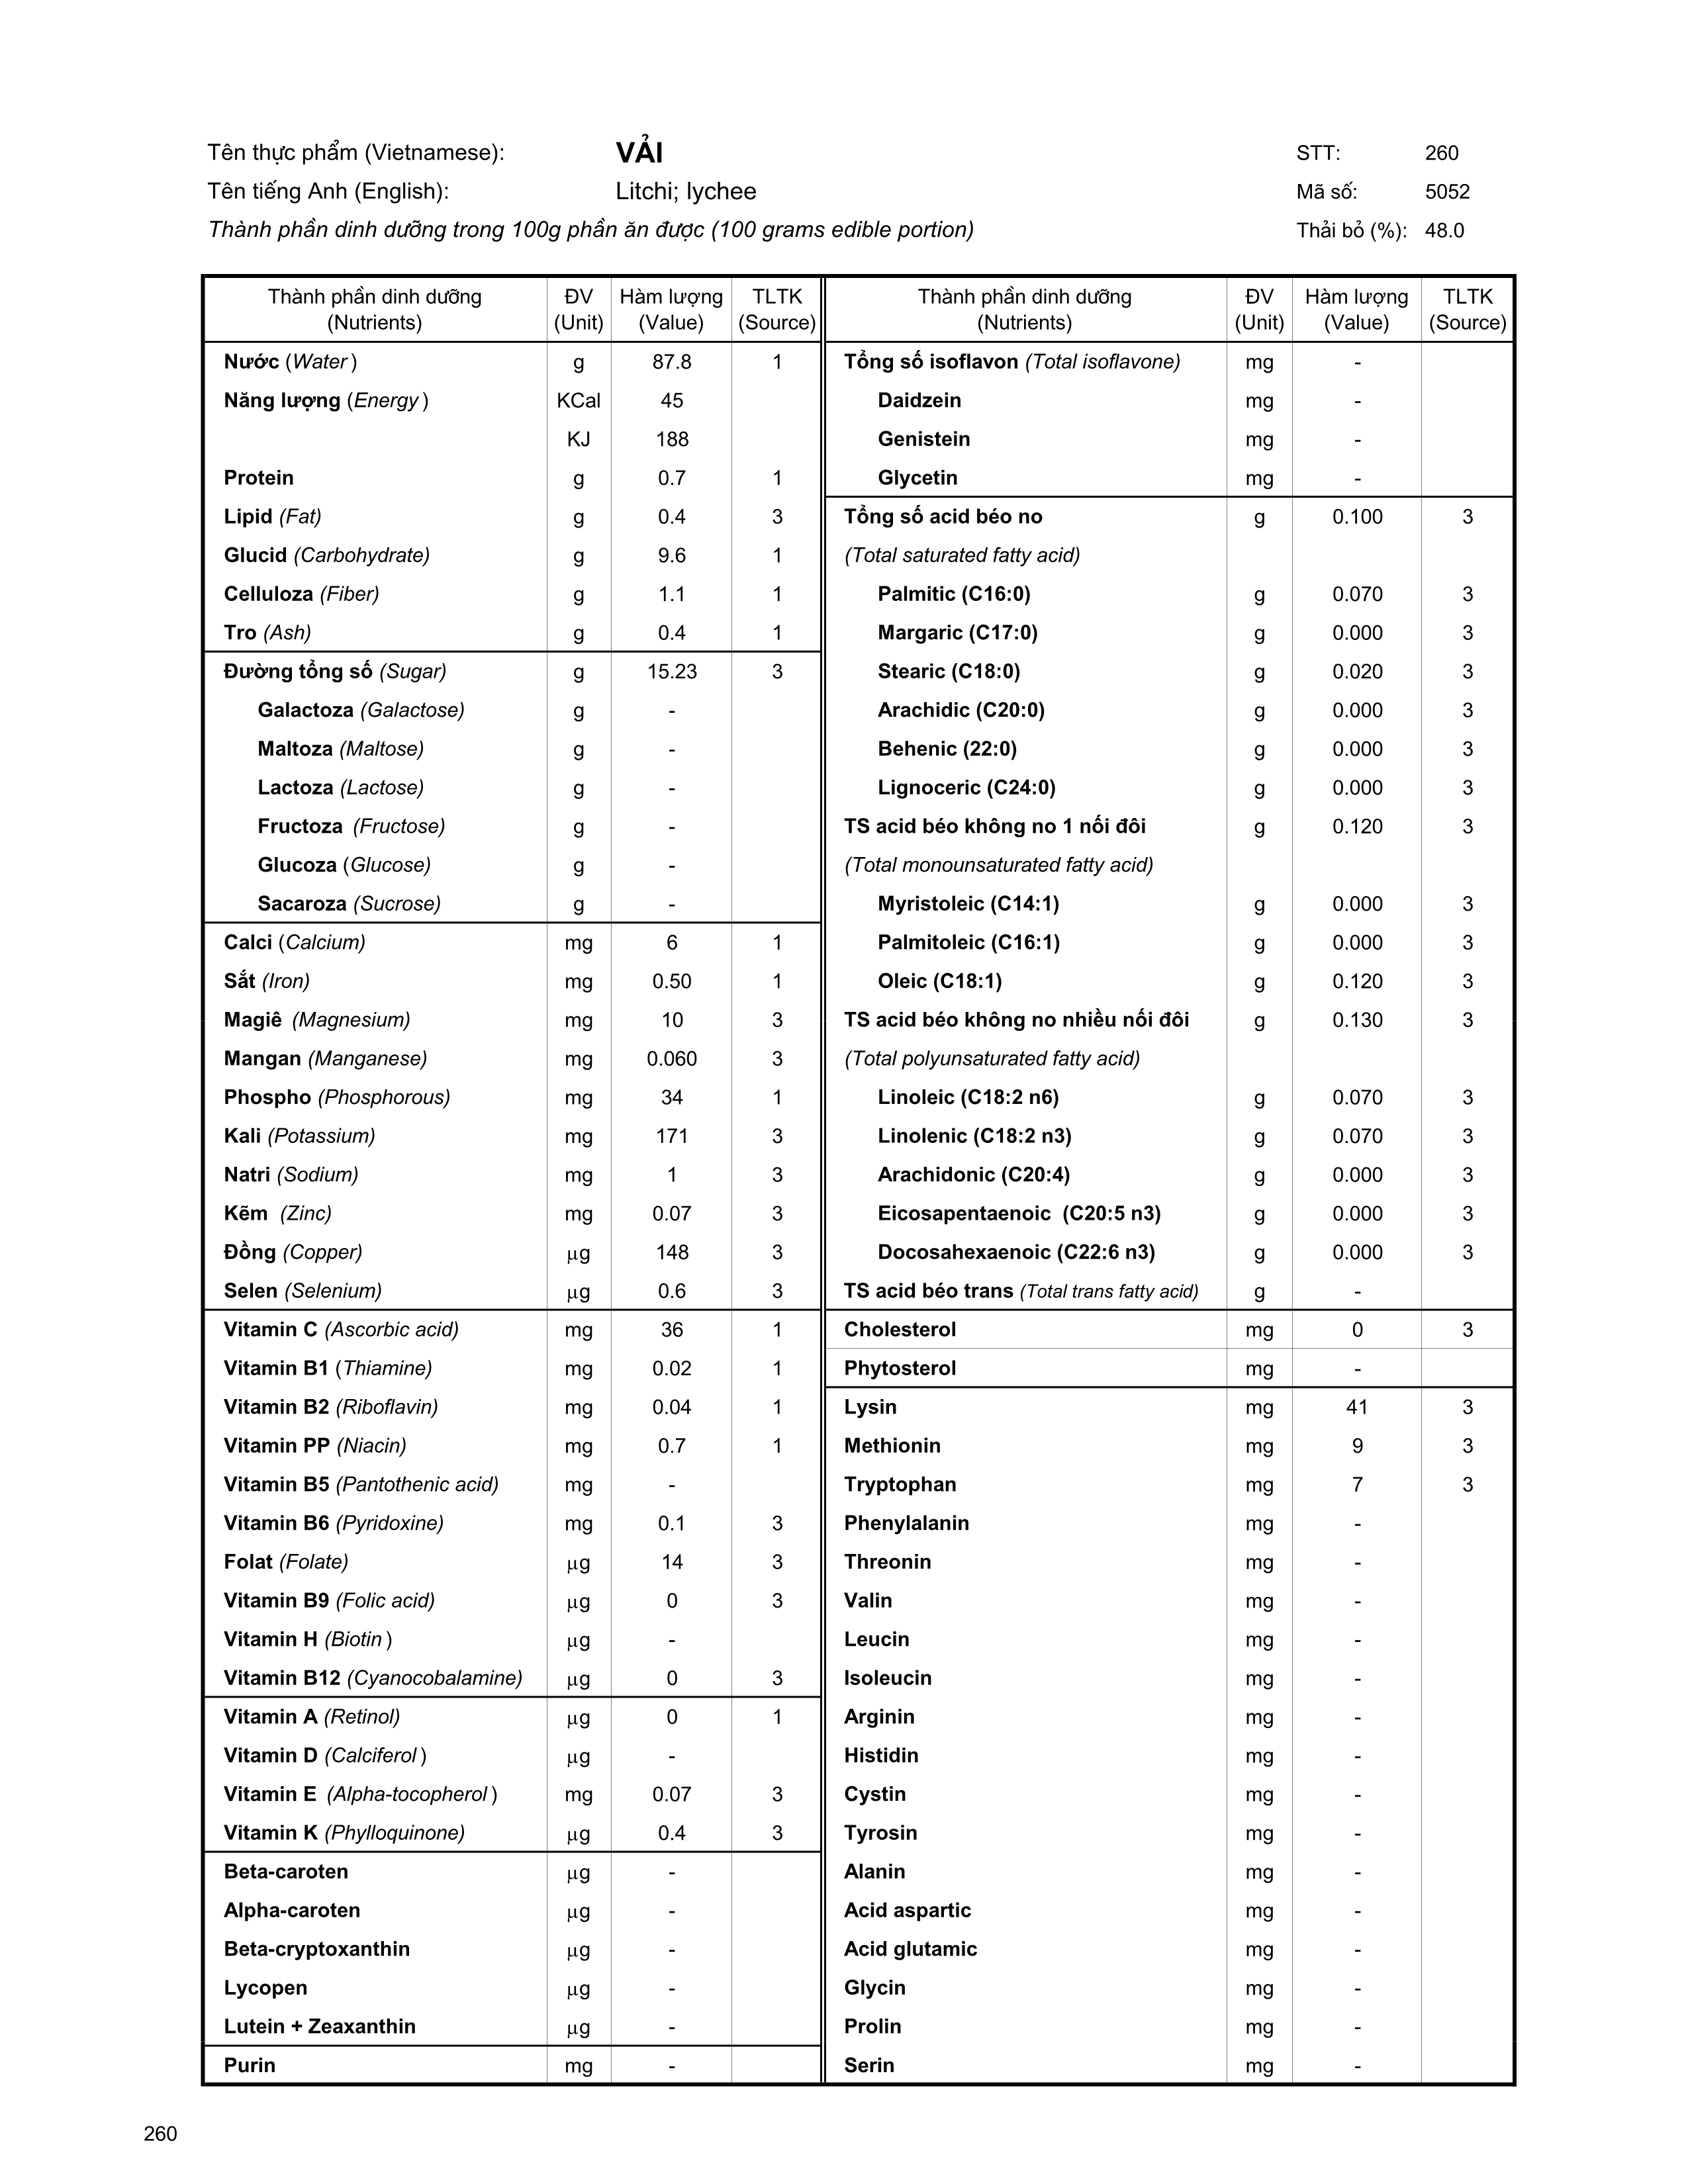 Tên thực phẩm (Vietnamese): VẢI STT: 260
Tên tiếng Anh (English): Litchi; lychee Mã số: 5052
Thành phần dinh dưỡng trong 100g phần ăn được (100 grams edible portion) Thải bỏ (%): 48.0
Thành phần dinh dưỡng ĐV Hàm lượng TLTK Thành phần dinh dưỡng ĐV Hàm lượng TLTK
(Nutrients) (Unit) (Value) (Source) (Nutrients) (Unit) (Value) (Source)
Nước (Water) g 87.8 1 Tổng số isoflavon (Total isoflavone) mg -
Năng lượng (Energy) KCal 45 Daidzein mg -
KJ 188 Genistein mg -
Protein g 0.7 1 Glycetin mg -
Lipid (Fat) g 0.4 3 Tổng số acid béo no g 0.100 3
Glucid (Carbohydrate) g 9.6 1 (Total saturated fatty acid)
Celluloza (Fiber) g 1.1 1 Palmitic (C16:0) g 0.070 3
Tro (Ash) g 0.4 1 Margaric (C17:0) g 0.000 3
Đường tổng số (Sugar) g 15.23 3 Stearic (C18:0) g 0.020 3
Galactoza (Galactose) g - Arachidic (C20:0) g 0.000 3
Maltoza (Maltose) g - Behenic (22:0) g 0.000 3
Lactoza (Lactose) g - Lignoceric (C24:0) g 0.000 3
Fructoza (Fructose) g - TS acid béo không no 1 nối đôi g 0.120 3
Glucoza (Glucose) g - (Total monounsaturated fatty acid)
Sacaroza (Sucrose) g - Myristoleic (C14:1) g 0.000 3
Calci (Calcium) mg 6 1 Palmitoleic (C16:1) g 0.000 3
Sắt (Iron) mg 0.50 1 Oleic (C18:1) g 0.120 3
Magiê (Magnesium) mg 10 3 TS acid béo không no nhiều nối đôi g 0.130 3
Mangan (Manganese) mg 0.060 3 (Total polyunsaturated fatty acid)
Phospho (Phosphorous) mg 34 1 Linoleic (C18:2 n6) g 0.070 3
Kali (Potassium) mg 171 3 Linolenic (C18:2 n3) g 0.070 3
Natri (Sodium) mg 1 3 Arachidonic (C20:4) g 0.000 3
Kẽm (Zinc) mg 0.07 3 Eicosapentaenoic (C20:5 n3) g 0.000 3
Đồng (Copper) μg 148 3 Docosahexaenoic (C22:6 n3) g 0.000 3
Selen (Selenium) μg 0.6 3 TS acid béo trans (Total trans fatty acid) g -
Vitamin C (Ascorbic acid) mg 36 1 Cholesterol mg 0 3
Vitamin B1 (Thiamine) mg 0.02 1 Phytosterol mg -
Vitamin B2 (Riboflavin) mg 0.04 1 Lysin mg 41 3
Vitamin PP (Niacin) mg 0.7 1 Methionin mg 9 3
Vitamin B5 (Pantothenic acid) mg - Tryptophan mg 7 3
Vitamin B6 (Pyridoxine) mg 0.1 3 Phenylalanin mg -
Folat (Folate) μg 14 3 Threonin mg -
Vitamin B9 (Folic acid) μg 0 3 Valin mg -
Vitamin H (Biotin) μg - Leucin mg -
Vitamin B12 (Cyanocobalamine) μg 0 3 Isoleucin mg -
Vitamin A (Retinol) μg 0 1 Arginin mg -
Vitamin D (Calciferol) μg - Histidin mg -
Vitamin E (Alpha-tocopherol) mg 0.07 3 Cystin mg -
Vitamin K (Phylloquinone) μg 0.4 3 Tyrosin mg -
Beta-caroten μg - Alanin mg -
Alpha-caroten μg - Acid aspartic mg -
Beta-cryptoxanthin μg - Acid glutamic mg -
Lycopen μg - Glycin mg -
Lutein + Zeaxanthin μg - Prolin mg -
Purin mg - Serin mg -
260